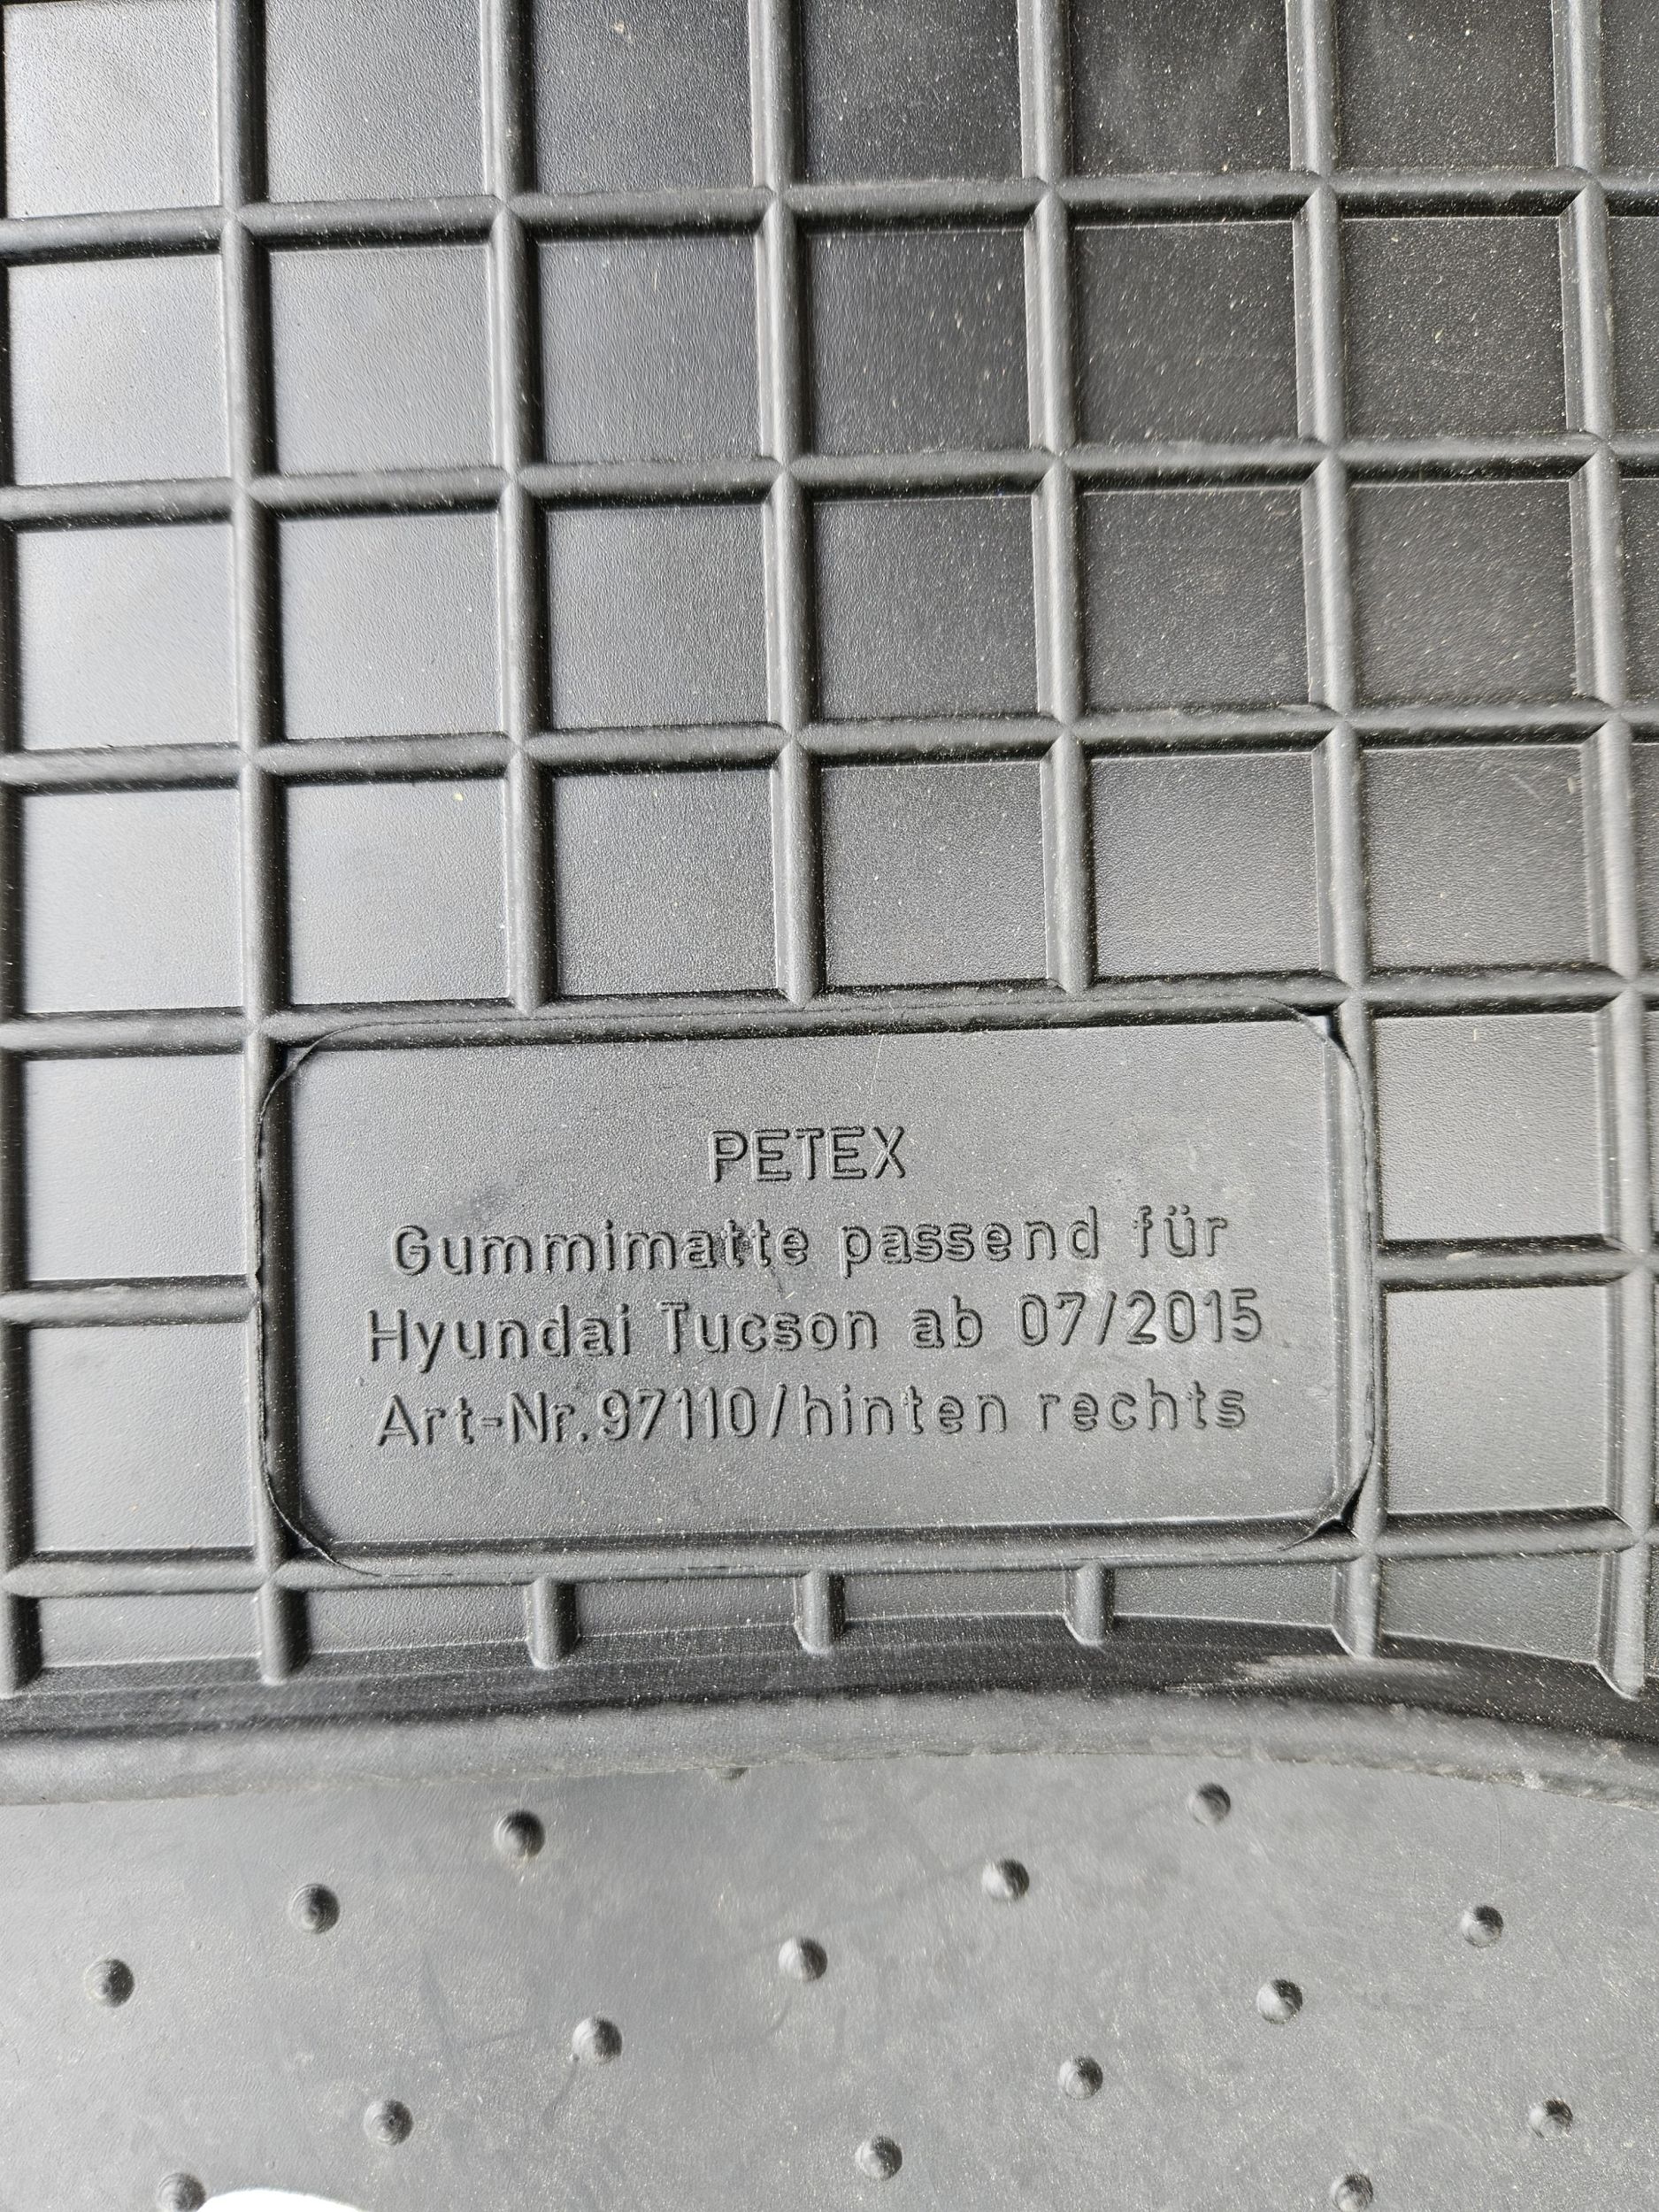 PETEX
Gummimatte passend für
Hyundai Tucson ab 07/2015
Art-Nr.97110/hinten rechts